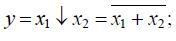 y = x₁ ↓ x₂ = \overline{x₁ + x₂};